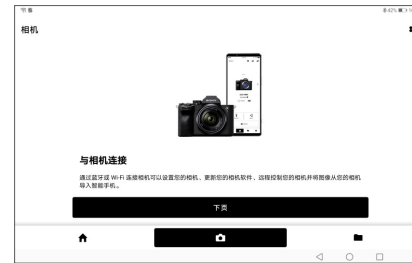 42%
相机
与相机连接
通过蓝牙或 Wi-Fi 连接相机可以设置您的相机、更新您的相机软件、远程控制您的相机并将图像从您的相机
导入智能手机。
下页